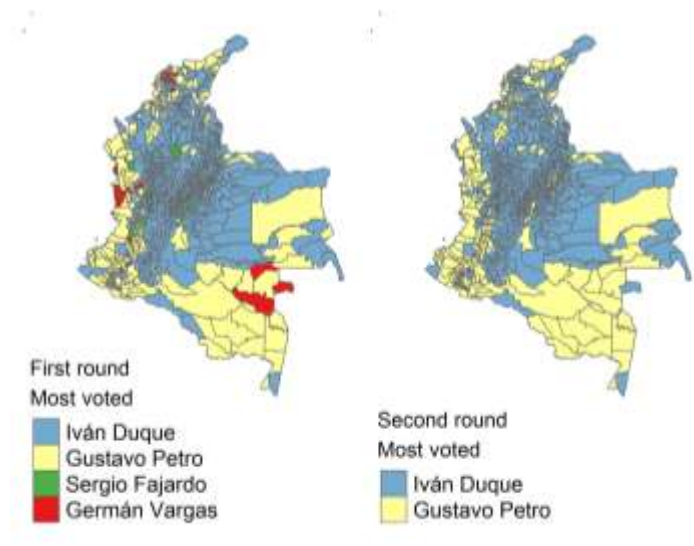 First round
Most voted
Iván Duque
Gustavo Petro
Sergio Fajardo
Germán Vargas
Second round
Most voted
Iván Duque
Gustavo Petro